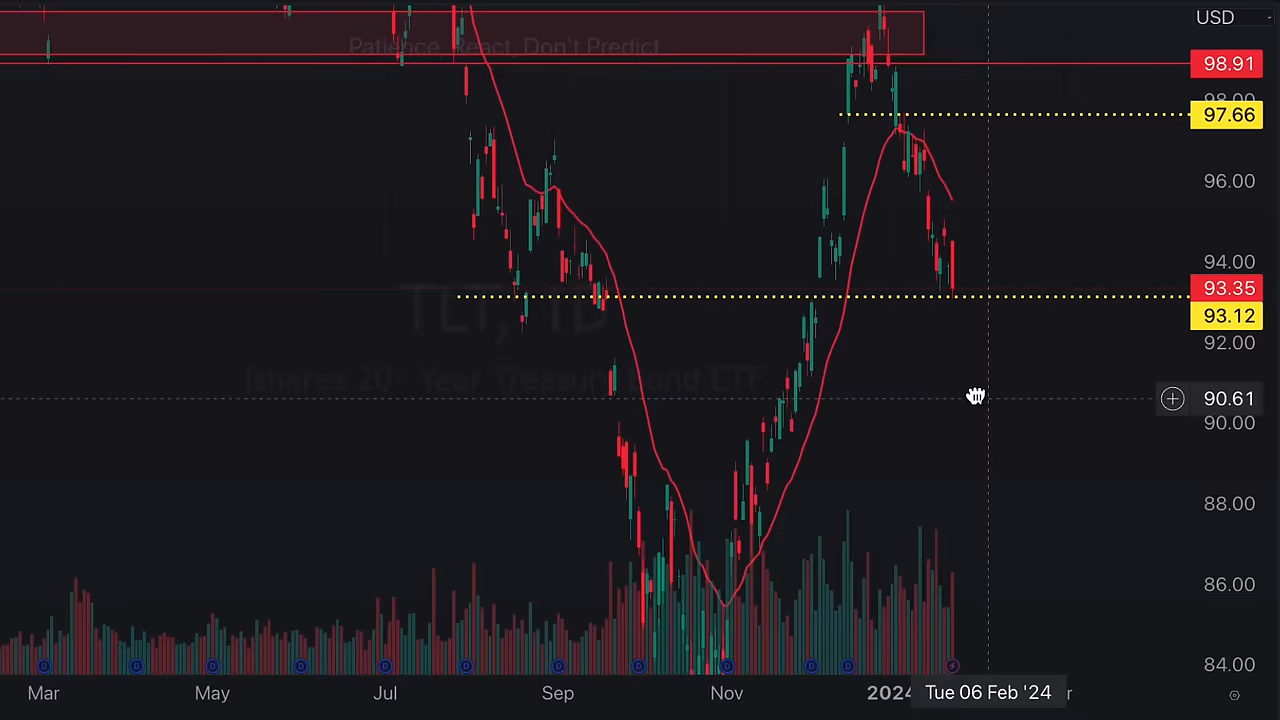 USD
Patience, React, Don't Predict
98.91
98.00
97.66
96.00
94.00
93.35
93.12
TLT, 1D
92.00
iShares 20+ Year Treasury Bond ETF
90.61
90.00
88.00
86.00
84.00
D D D D D D D D D D D
Mar May Jul Sep Nov 2024 Tue 06 Feb '24 r